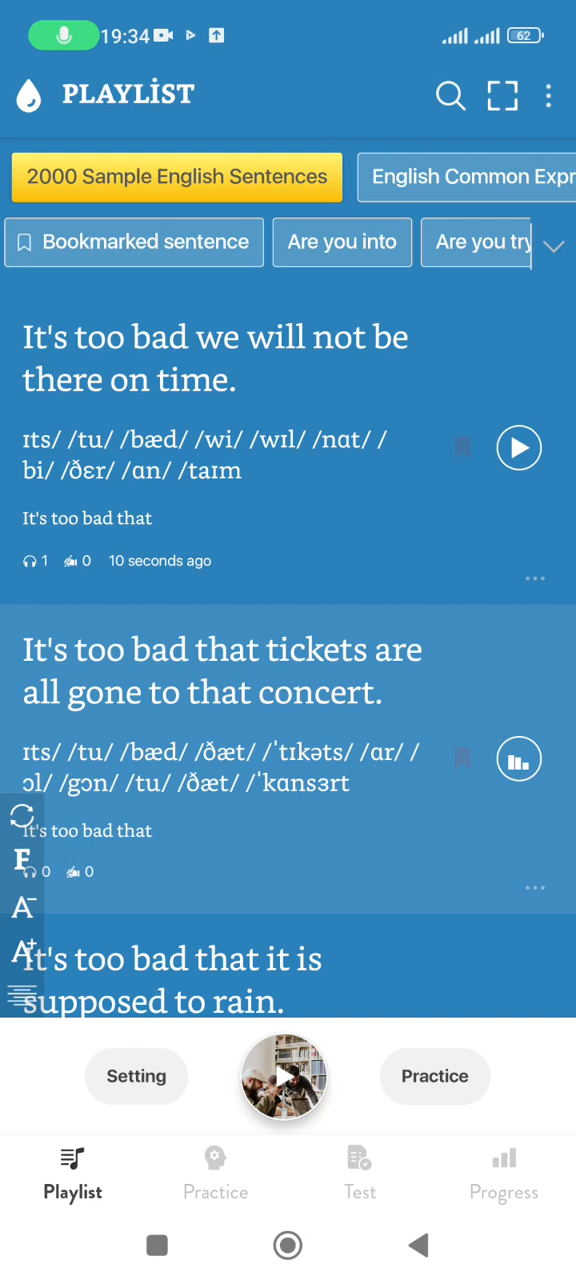 19:34
62
PLAYLİST
2000 Sample English Sentences
English Common Expr
Bookmarked sentence
Are you into
Are you try
It's too bad we will not be
there on time.
ɪts/ /tu/ /bæd/ /wi/ /wɪl/ /nɑt/ /
bi/ /ðɛr/ /ɑn/ /taɪm
It's too bad that
1 0 10 seconds ago
It's too bad that tickets are
all gone to that concert.
ɪts/ /tu/ /bæd/ /ðæt/ /ˈtɪkəts/ /ɑr/ /
ɔl/ /gɔn/ /tu/ /ðæt/ /ˈkɑnsɜrt
It's too bad that
0 0
F
A-
A+
It's too bad that it is
supposed to rain.
Setting
Practice
Playlist
Practice
Test
Progress